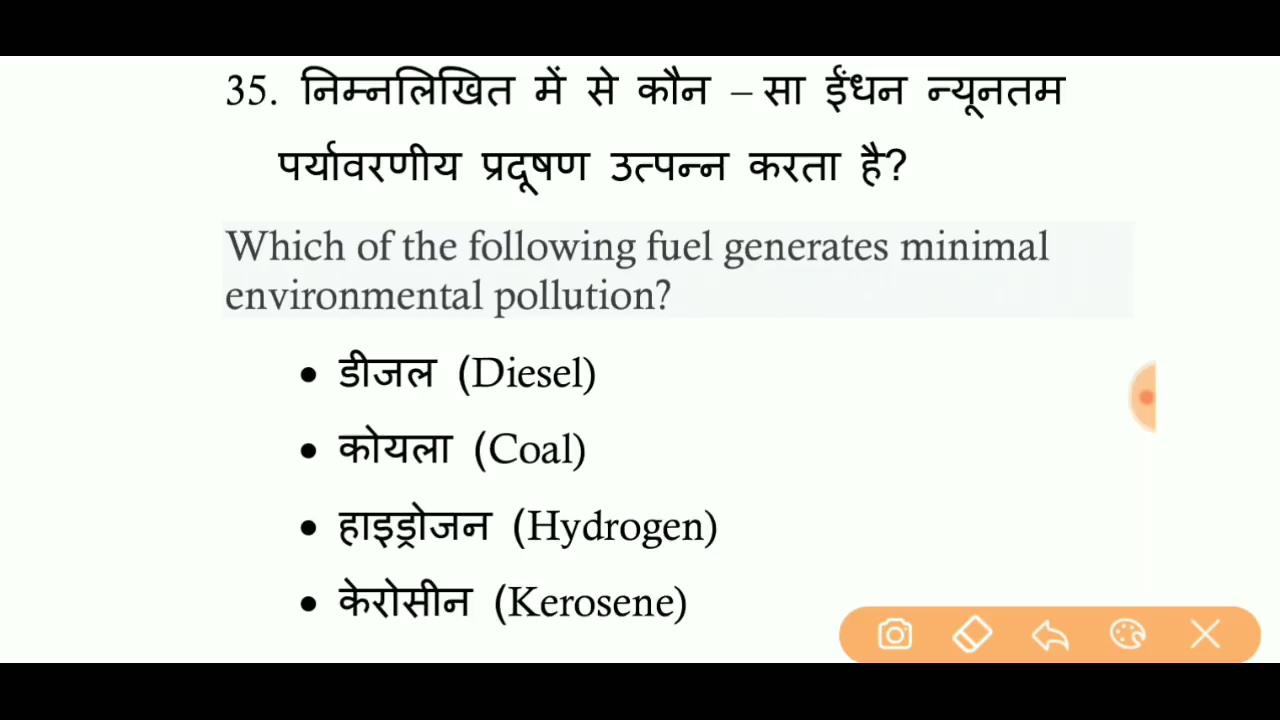 35. निम्नलिखित में से कौन – सा ईंधन न्यूनतम
पर्यावरणीय प्रदूषण उत्पन्न करता है?
Which of the following fuel generates minimal
environmental pollution?
• डीजल (Diesel)
• कोयला (Coal)
• हाइड्रोजन (Hydrogen)
• केरोसीन (Kerosene)